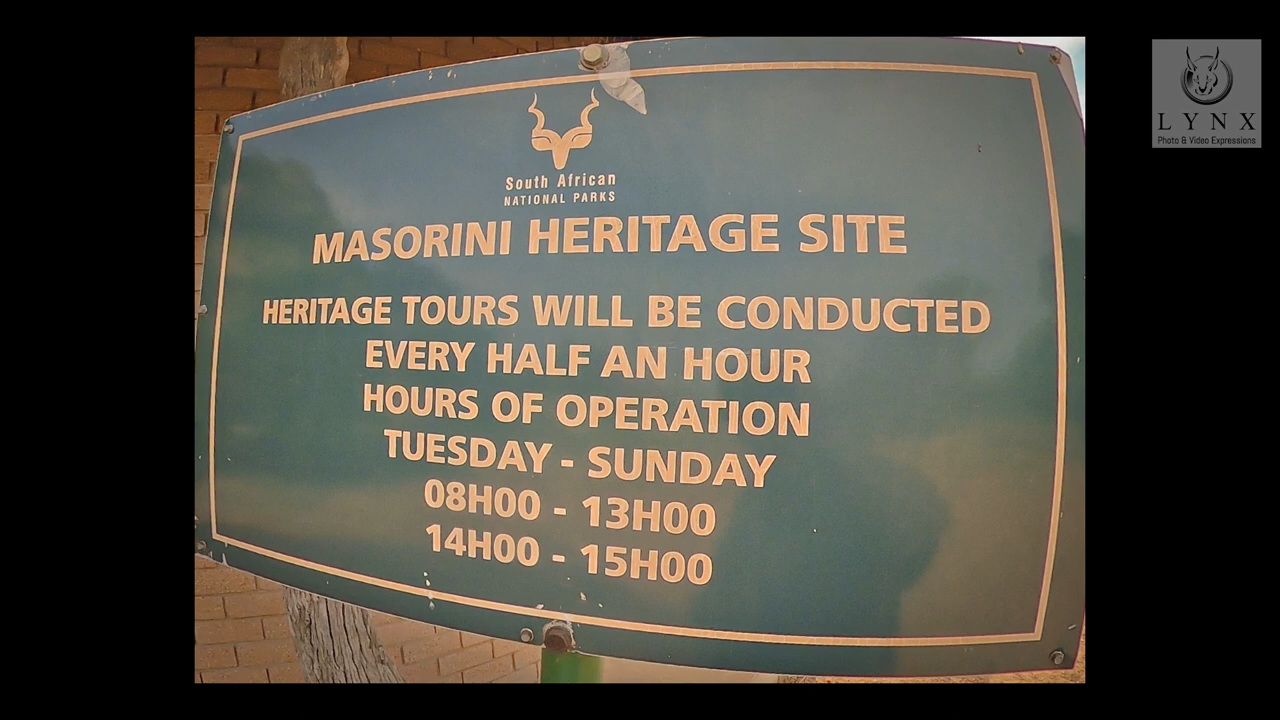 South African
NATIONAL PARKS
MASORINI HERITAGE SITE
HERITAGE TOURS WILL BE CONDUCTED
EVERY HALF AN HOUR
HOURS OF OPERATION
TUESDAY - SUNDAY
08H00 - 13H00
14H00 - 15H00
LYNX
Photo & Video Expressions